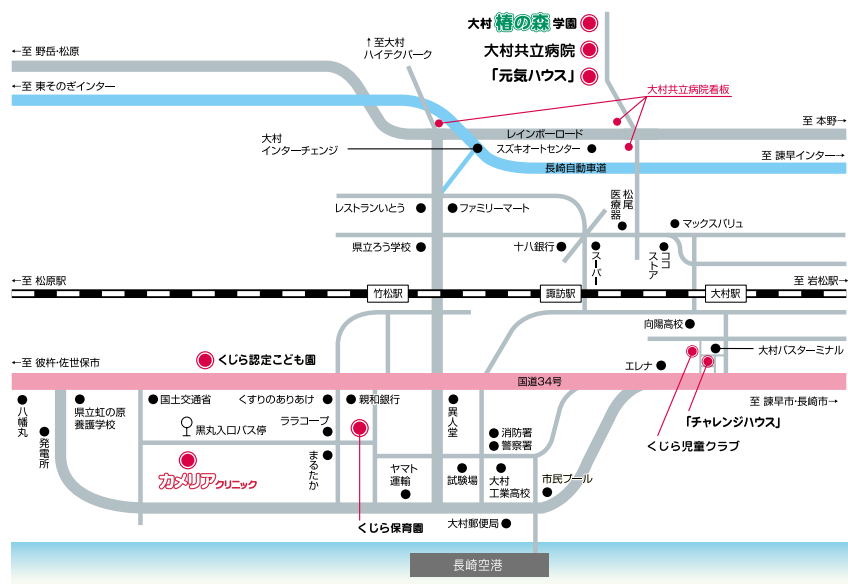 大村 椿の森 学園
大村共立病院
「元気ハウス」
←至 野岳・松原
↑至大村
ハイテクパーク
←至 東そのぎインター
大村共立病院看板
至 本野→
レインボーロード
大村
インターチェンジ
スズキオートセンター
至 諫早インター→
長崎自動車道
レストランいとう
ファミリーマート
松尾
医療器
マックスバリュ
県立ろう学校
十八銀行
スーパー
ココ
ストア
←至 松原駅
至 岩松駅→
竹松駅
諏訪駅
大村駅
向陽高校
大村バスターミナル
←至 彼杵・佐世保市
くじら認定こども園
エレナ
国道34号
八幡丸
発電所
県立虹の原
養護学校
国土交通省
くすりのありあけ
親和銀行
異人堂
至 諫早市・長崎市→
「チャレンジハウス」
くじら児童クラブ
黒丸入口バス停
ララコープ
まるたか
消防署
警察署
カメリアクリニック
ヤマト
運輸
試験場
大村
工業高校
市民プール
くじら保育園
大村郵便局
長崎空港